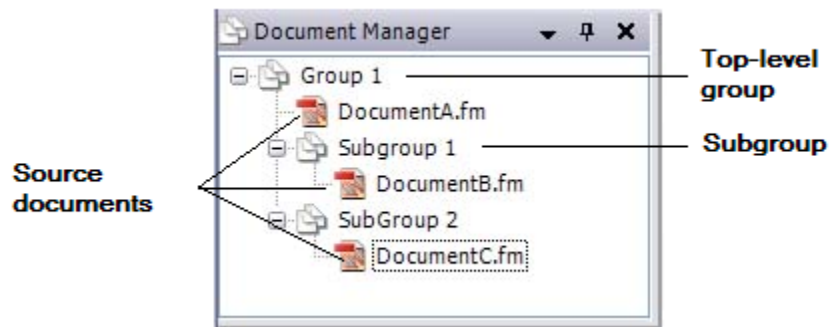 Document Manager
Group 1
Top-level
group
DocumentA.fm
Subgroup 1
Subgroup
Source
documents
DocumentB.fm
SubGroup 2
DocumentC.fm